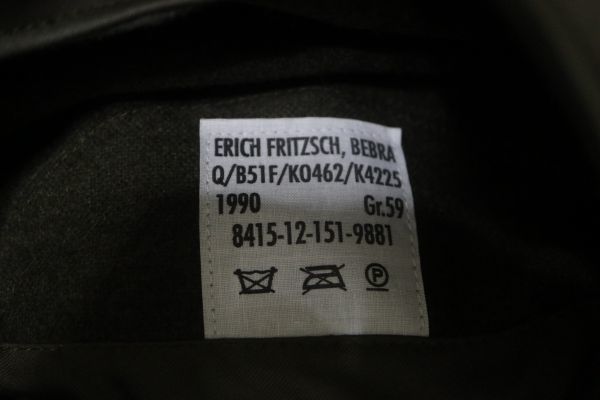 ERICH FRITZSCH, BEBRA
Q/B51F/K0462/K4225
1990 Gr.59
8415-12-151-9881
P